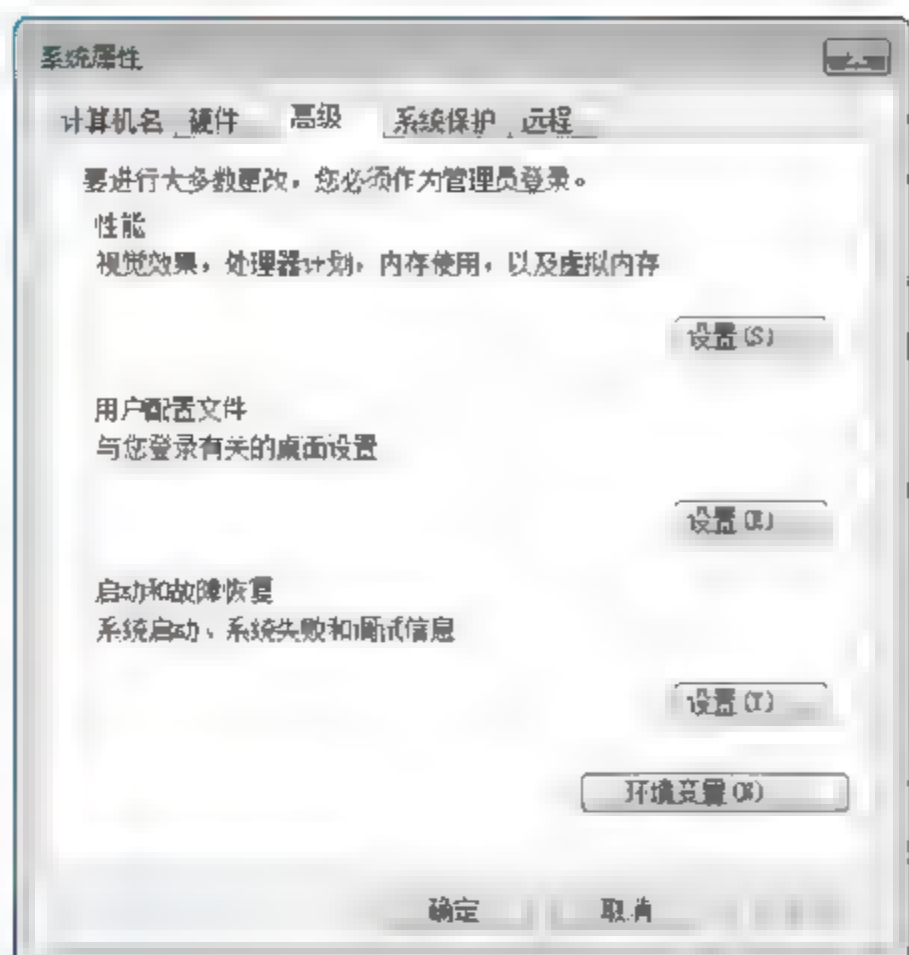 系统属性
计算机名 硬件 高级 系统保护 远程
要进行大多数更改，您必须作为管理员登录。
性能
视觉效果，处理器计划，内存使用，以及虚拟内存
设置(S)
用户配置文件
与您登录有关的桌面设置
设置(E)
启动和故障恢复
系统启动、系统失败和调试信息
设置(T)
环境变量(N)
确定 取消